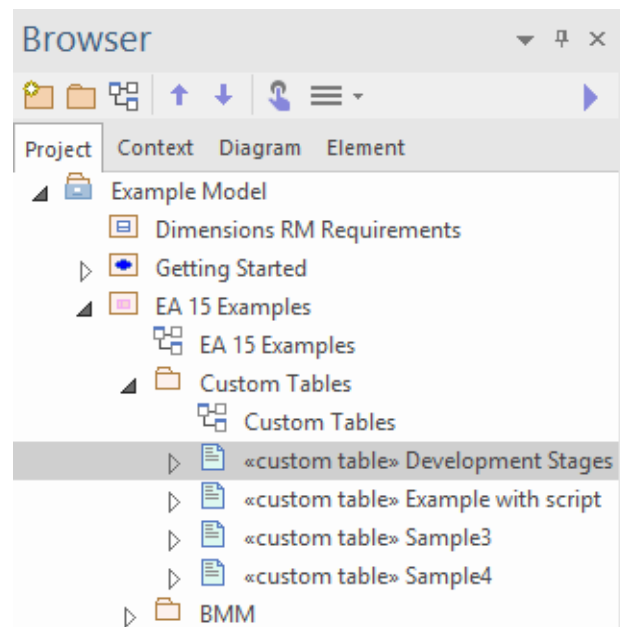 Browser
Project Context Diagram Element
Example Model
Dimensions RM Requirements
Getting Started
EA 15 Examples
EA 15 Examples
Custom Tables
Custom Tables
«custom table» Development Stages
«custom table» Example with script
«custom table» Sample3
«custom table» Sample4
BMM